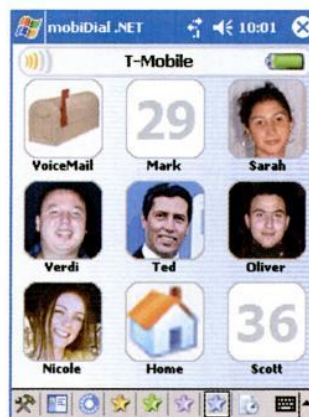 mobiDial .NET 10:01
T-Mobile
29 36
VoiceMail Mark Sarah
Verdi Ted Oliver
Nicole Home Scott